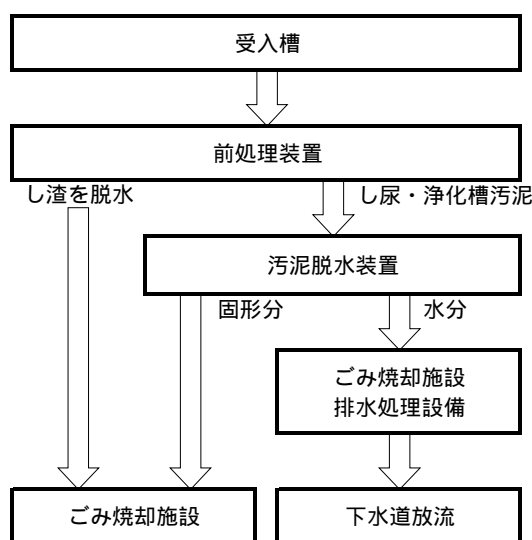 受入槽
前処理装置
し渣を脱水
し尿・浄化槽汚泥
汚泥脱水装置
固形分
水分
ごみ焼却施設
排水処理設備
ごみ焼却施設
下水道放流